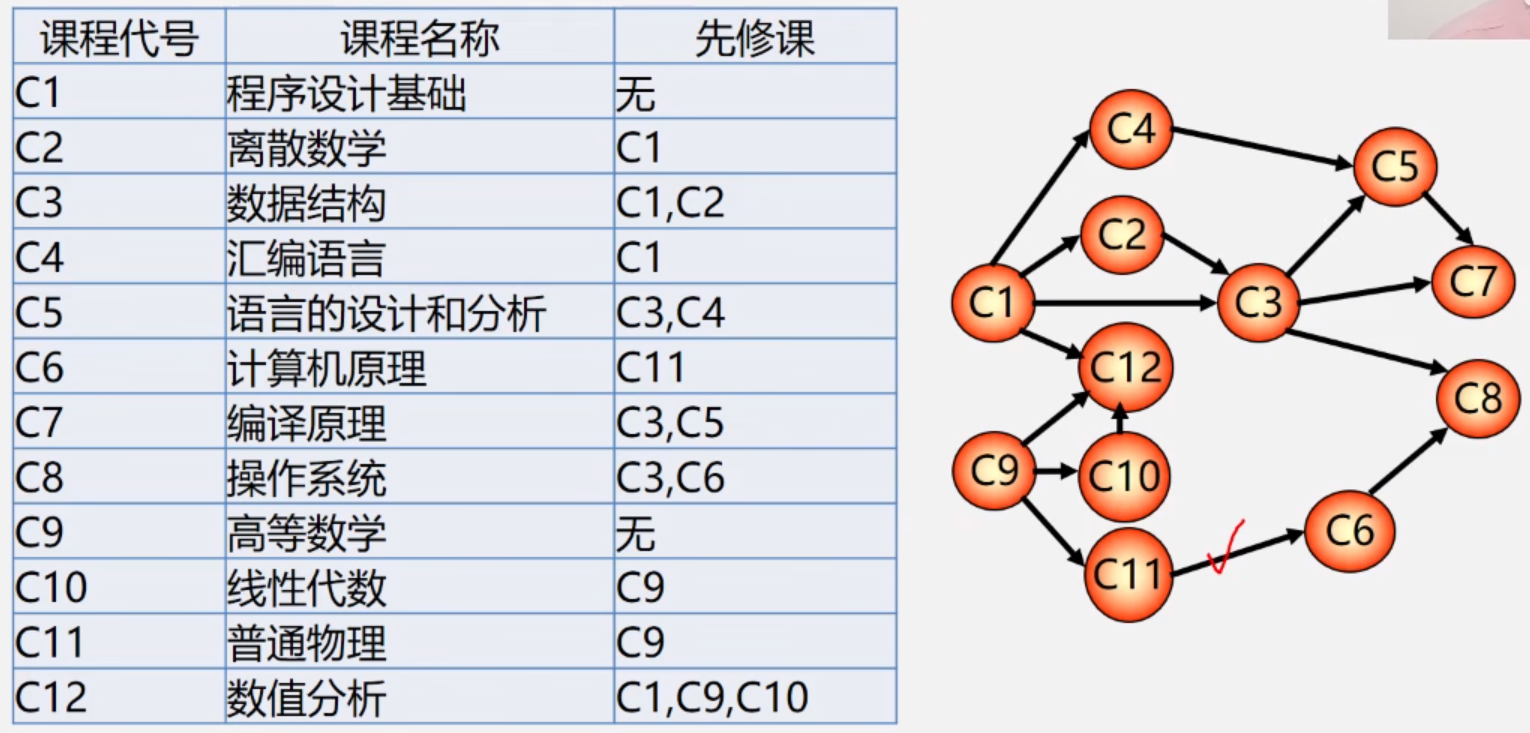 课程代号 课程名称 先修课
C1 程序设计基础 无
C2 离散数学 C1
C3 数据结构 C1,C2
C4 汇编语言 C1
C5 语言的设计和分析 C3,C4
C6 计算机原理 C11
C7 编译原理 C3,C5
C8 操作系统 C3,C6
C9 高等数学 无
C10 线性代数 C9
C11 普通物理 C9
C12 数值分析 C1,C9,C10
C4
C5
C2
C7
C1
C3
C12
C8
C9
C10
C6
C11